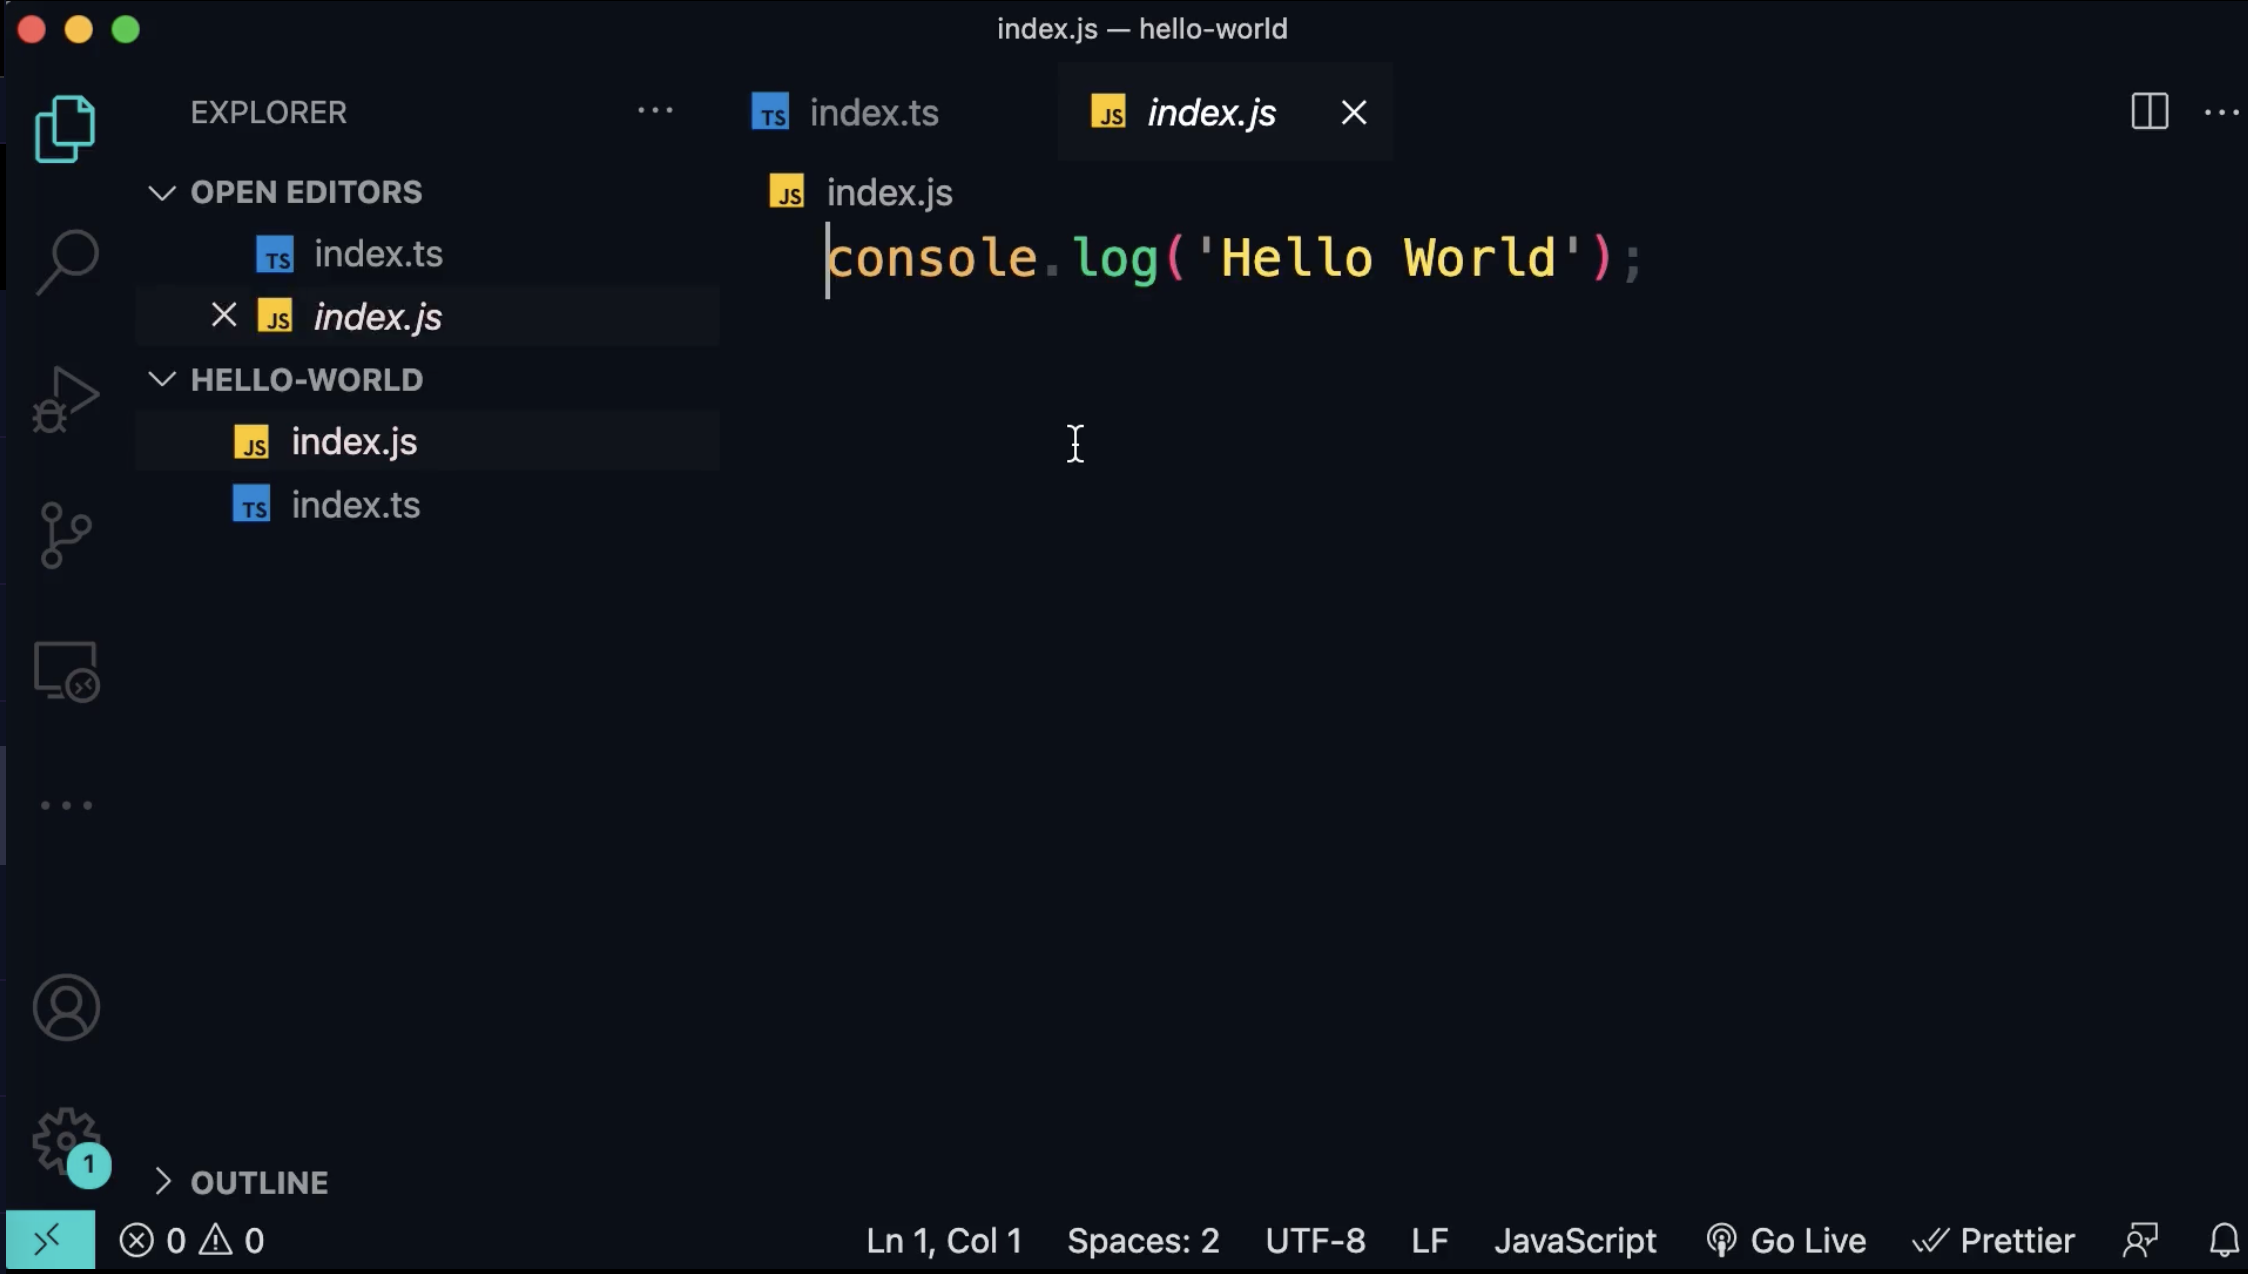 index.js — hello-world
EXPLORER
TS index.ts
JS index.js
OPEN EDITORS
JS index.js
TS index.ts
console.log('Hello World');
JS index.js
HELLO-WORLD
JS index.js
TS index.ts
1
OUTLINE
0 0 Ln 1, Col 1 Spaces: 2 UTF-8 LF JavaScript Go Live Prettier